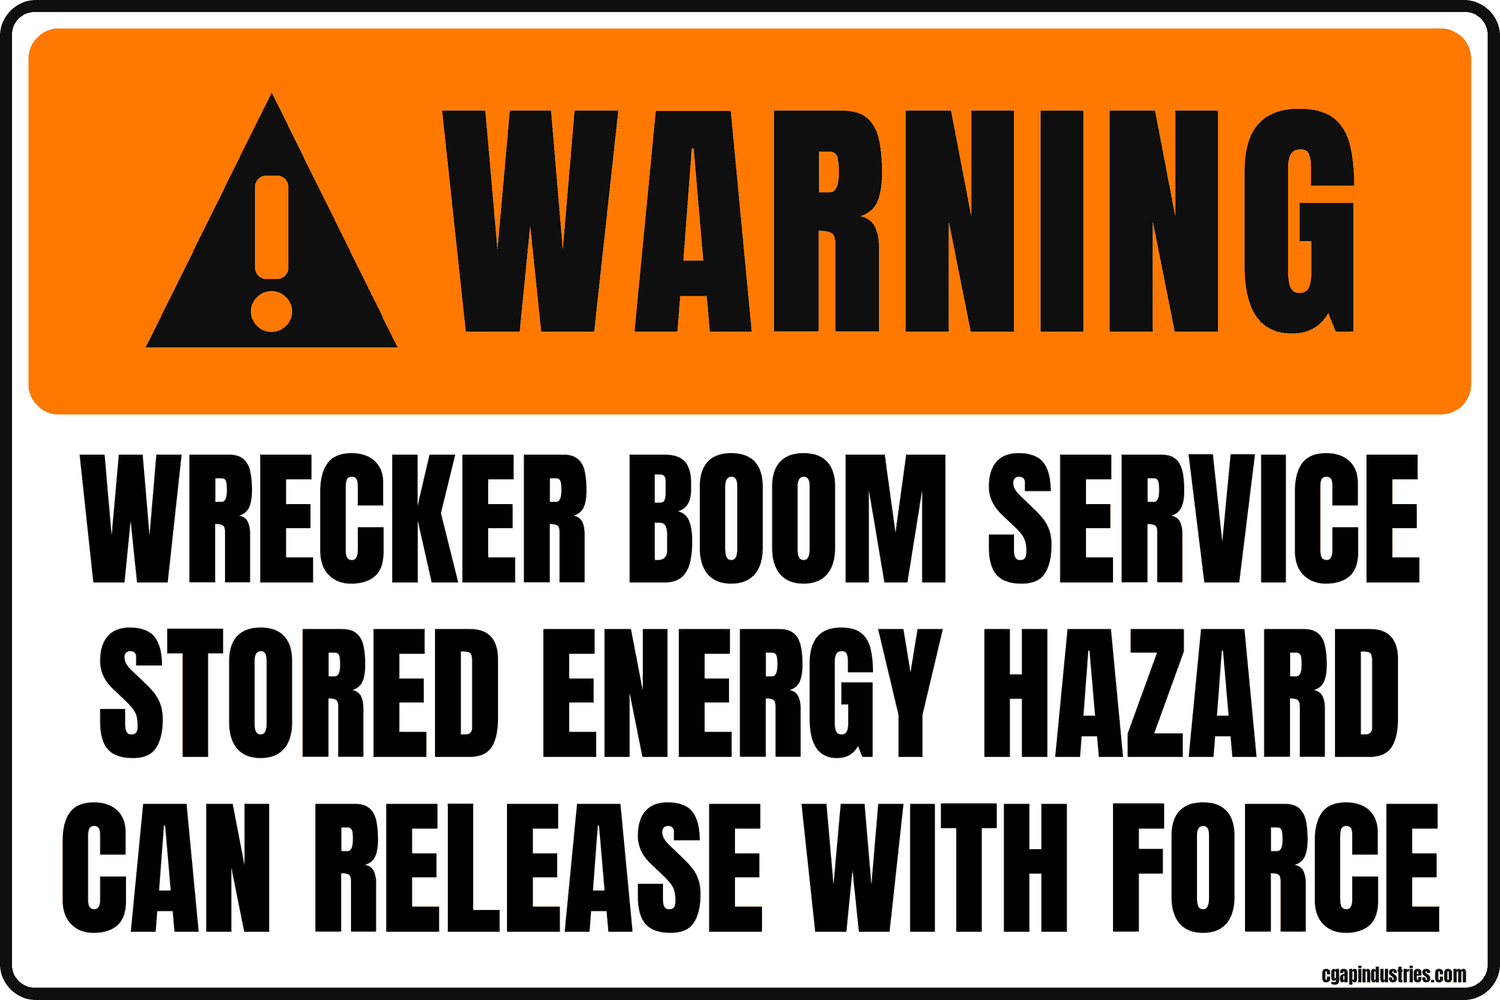 WARNING
WRECKER BOOM SERVICE
STORED ENERGY HAZARD
CAN RELEASE WITH FORCE
cgapindustries.com